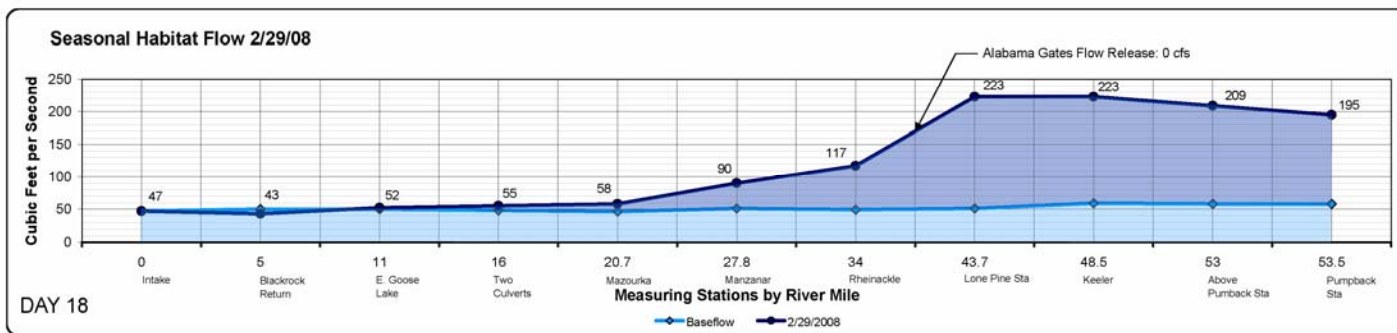 Seasonal Habitat Flow 2/29/08
Alabama Gates Flow Release: 0 cfs
Cubic Feet per Second
250
200
150
100
50
0
47
43
52
55
58
90
117
223
223
209
195
0
5
11
16
20.7
27.8
34
43.7
48.5
53
53.5
Intake
Blackrock
Return
E. Goose
Lake
Two
Culverts
Mazourka
Manzanar
Rheinackle
Lone Pine Sta
Keeler
Above
Pumback Sta
Pumpback
Sta
Measuring Stations by River Mile
DAY 18
Baseflow
2/29/2008